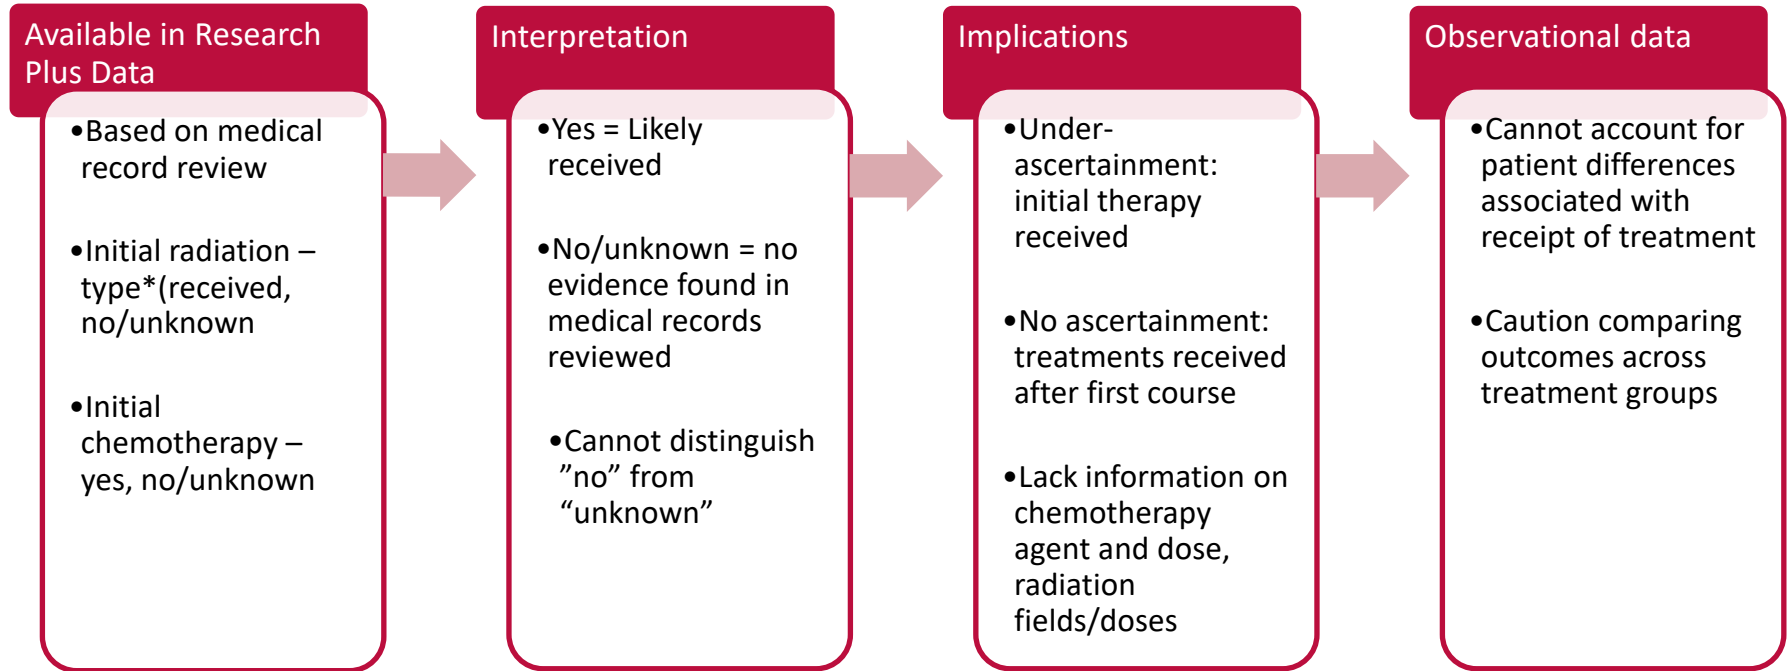 Available in Research
Plus Data
•Based on medical
record review
•Initial radiation –
type*(received,
no/unknown
•Initial
chemotherapy –
yes, no/unknown
Interpretation
•Yes = Likely
received
•No/unknown = no
evidence found in
medical records
reviewed
•Cannot distinguish
”no” from
“unknown”
Implications
•Under-
ascertainment:
initial therapy
received
•No ascertainment:
treatments received
after first course
•Lack information on
chemotherapy
agent and dose,
radiation
fields/doses
Observational data
•Cannot account for
patient differences
associated with
receipt of treatment
•Caution comparing
outcomes across
treatment groups